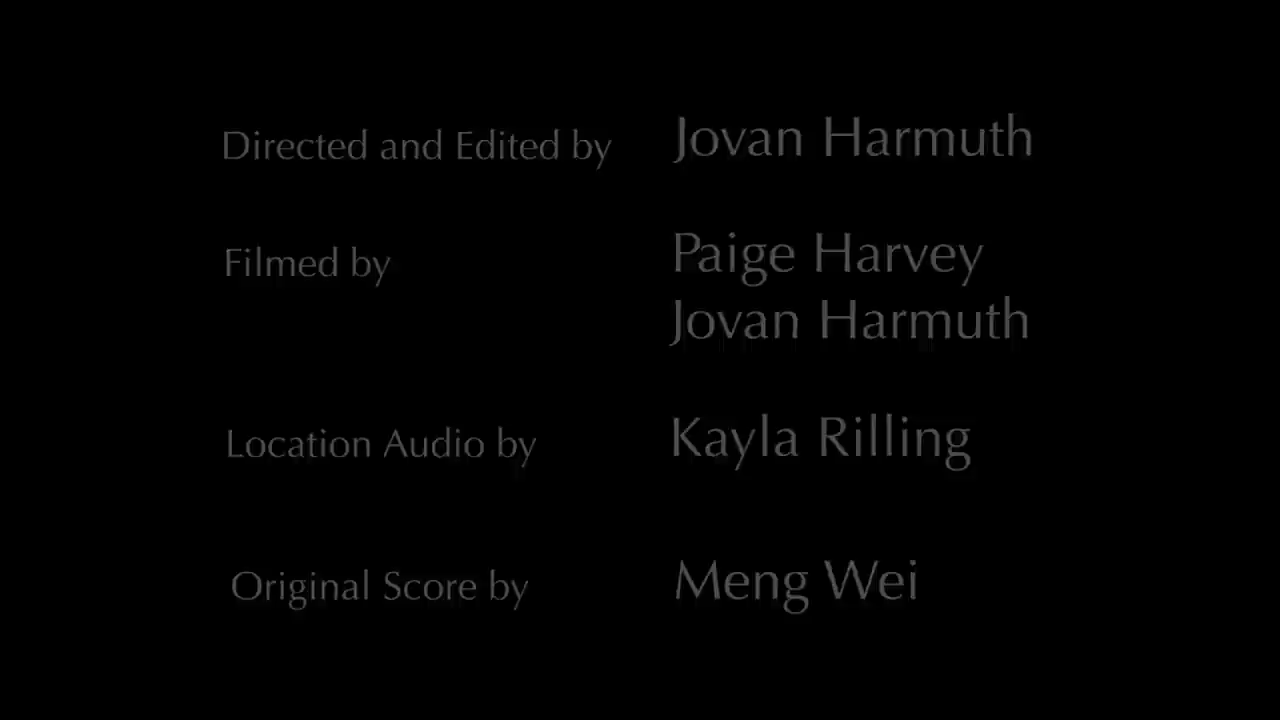 Directed and Edited by Jovan Harmuth
Filmed by Paige Harvey
Jovan Harmuth
Location Audio by Kayla Rilling
Original Score by Meng Wei